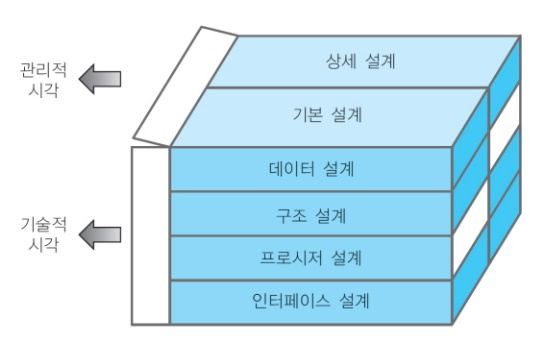 상세 설계
관리적
시각
기본 설계
데이터 설계
구조 설계
기술적
시각
프로시저 설계
인터페이스 설계